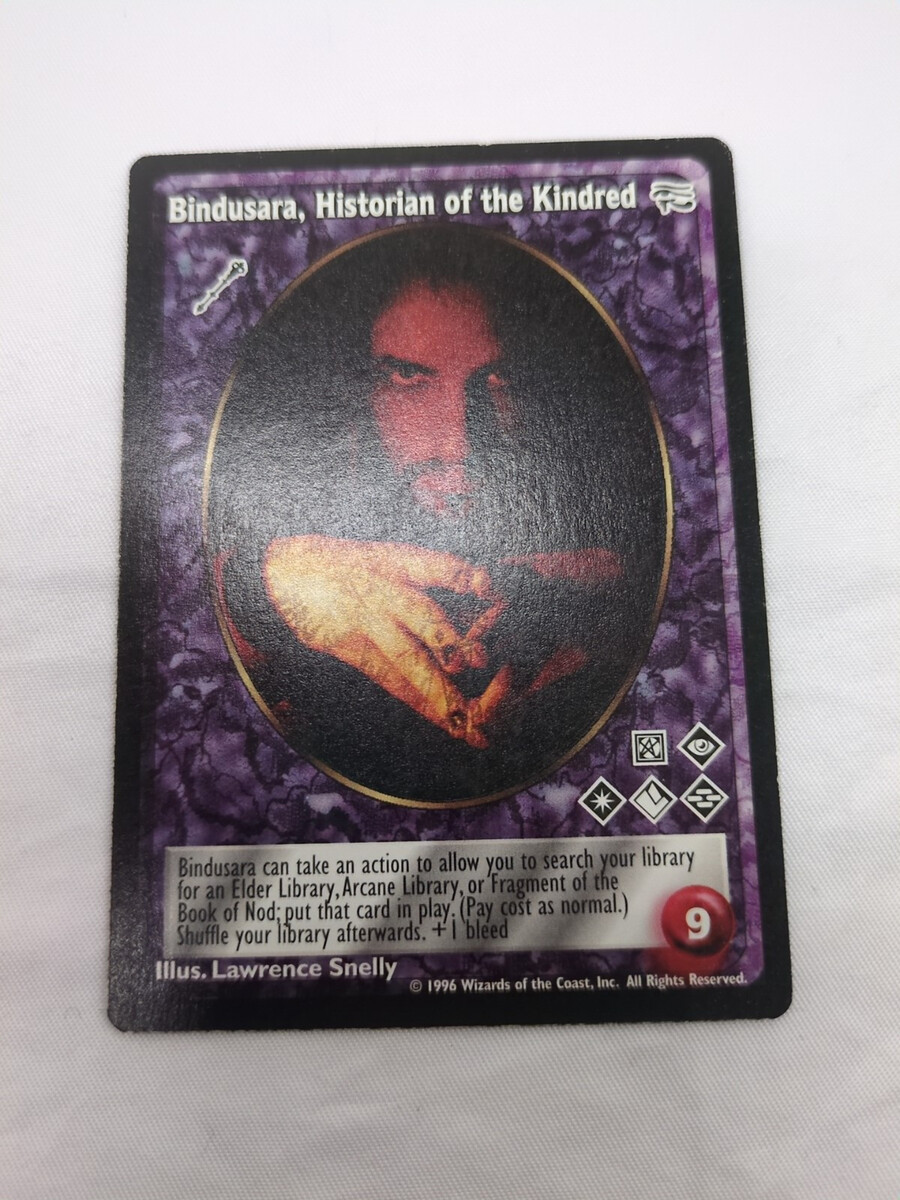 Bindusara, Historian of the Kindred
Bindusara can take an action to allow you to search your library
for an Elder Library, Arcane Library, or Fragment of the
Book of Nod; put that card in play. (Pay cost as normal.)
Shuffle your library afterwards. +1 bleed
9
Illus. Lawrence Snelly
© 1996 Wizards of the Coast, Inc. All Rights Reserved.